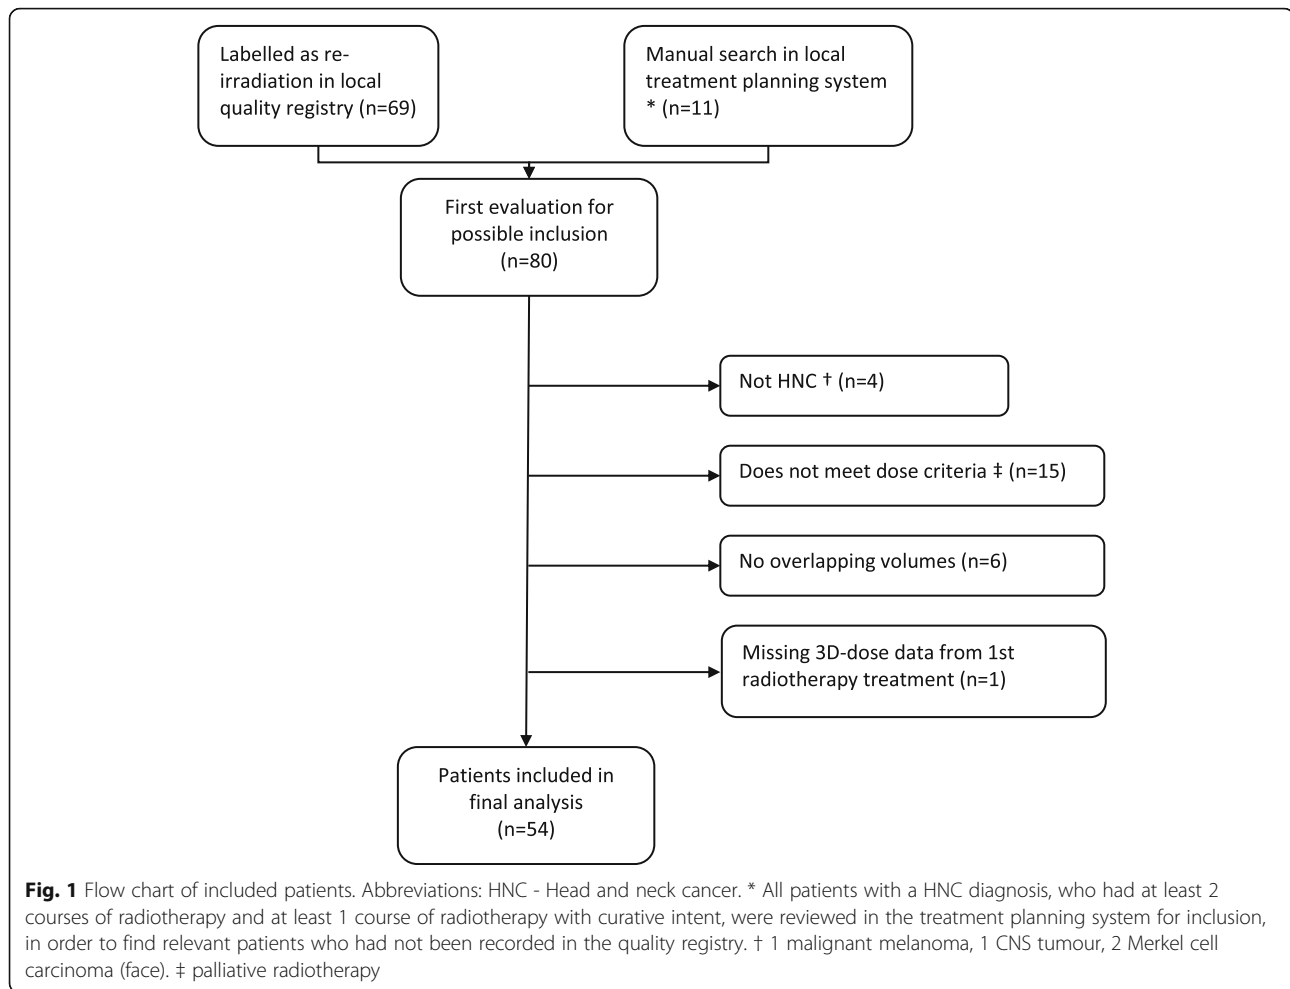 Labelled as re-
irradiation in local
quality registry (n=69)
Manual search in local
treatment planning system
* (n=11)
First evaluation for
possible inclusion
(n=80)
Not HNC † (n=4)
Does not meet dose criteria ‡ (n=15)
No overlapping volumes (n=6)
Missing 3D-dose data from 1st
radiotherapy treatment (n=1)
Patients included in
final analysis
(n=54)
Fig. 1 Flow chart of included patients. Abbreviations: HNC - Head and neck cancer. * All patients with a HNC diagnosis, who had at least 2
courses of radiotherapy and at least 1 course of radiotherapy with curative intent, were reviewed in the treatment planning system for inclusion,
in order to find relevant patients who had not been recorded in the quality registry. † 1 malignant melanoma, 1 CNS tumour, 2 Merkel cell
carcinoma (face). ‡ palliative radiotherapy